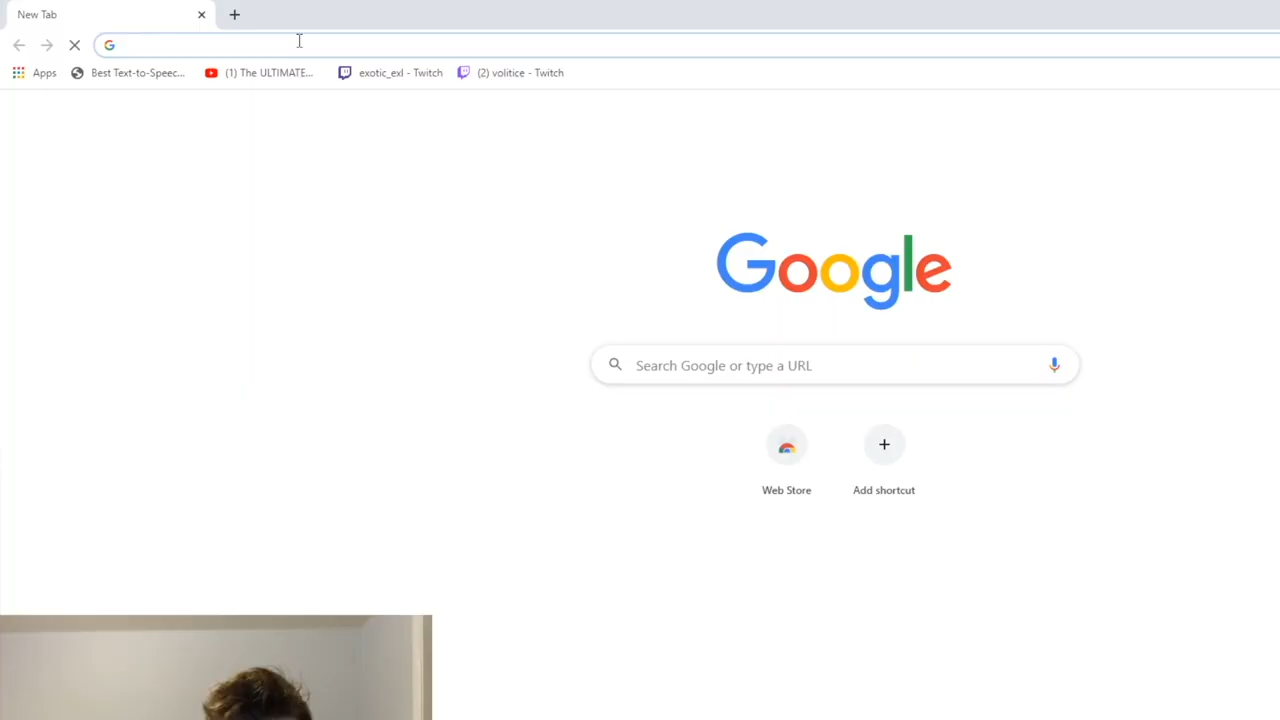 New Tab
Apps Best Text-to-Speec... (1) The ULTIMATE... exotic_exl - Twitch (2) volitice - Twitch
Google
Search Google or type a URL
Web Store Add shortcut